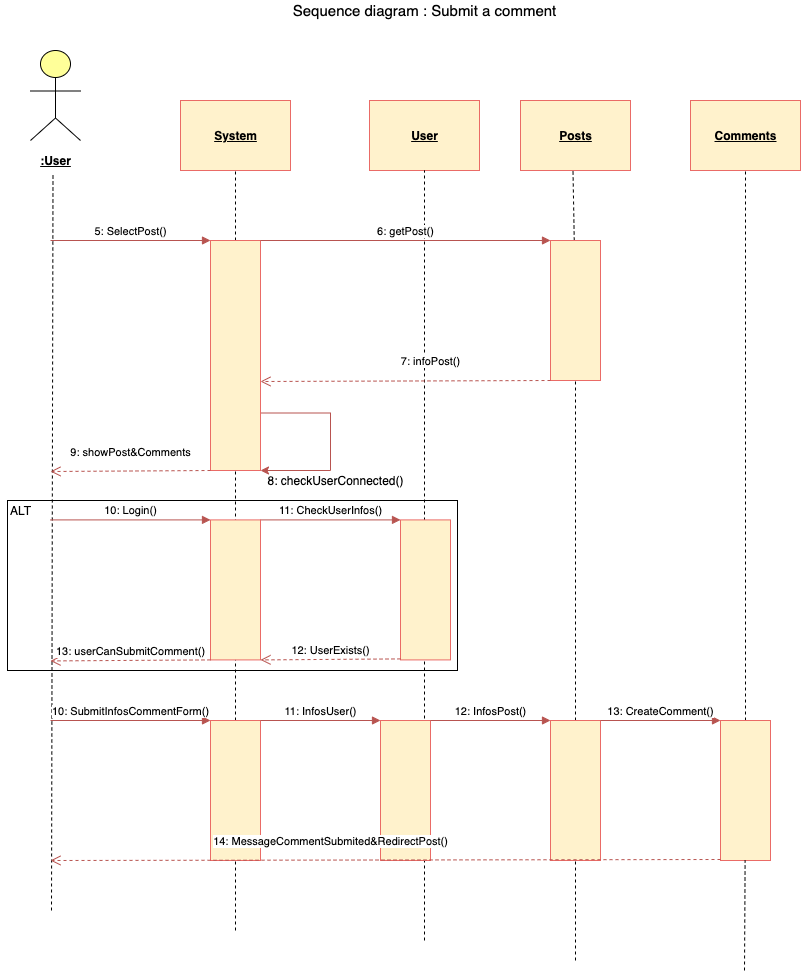 Sequence diagram : Submit a comment
:User
System
User
Posts
Comments
5: SelectPost()
6: getPost()
7: infoPost()
8: checkUserConnected()
9: showPost&Comments
ALT
10: Login()
11: CheckUserInfos()
12: UserExists()
13: userCanSubmitComment()
10: SubmitInfosCommentForm()
11: InfosUser()
12: InfosPost()
13: CreateComment()
14: MessageCommentSubmited&RedirectPost()